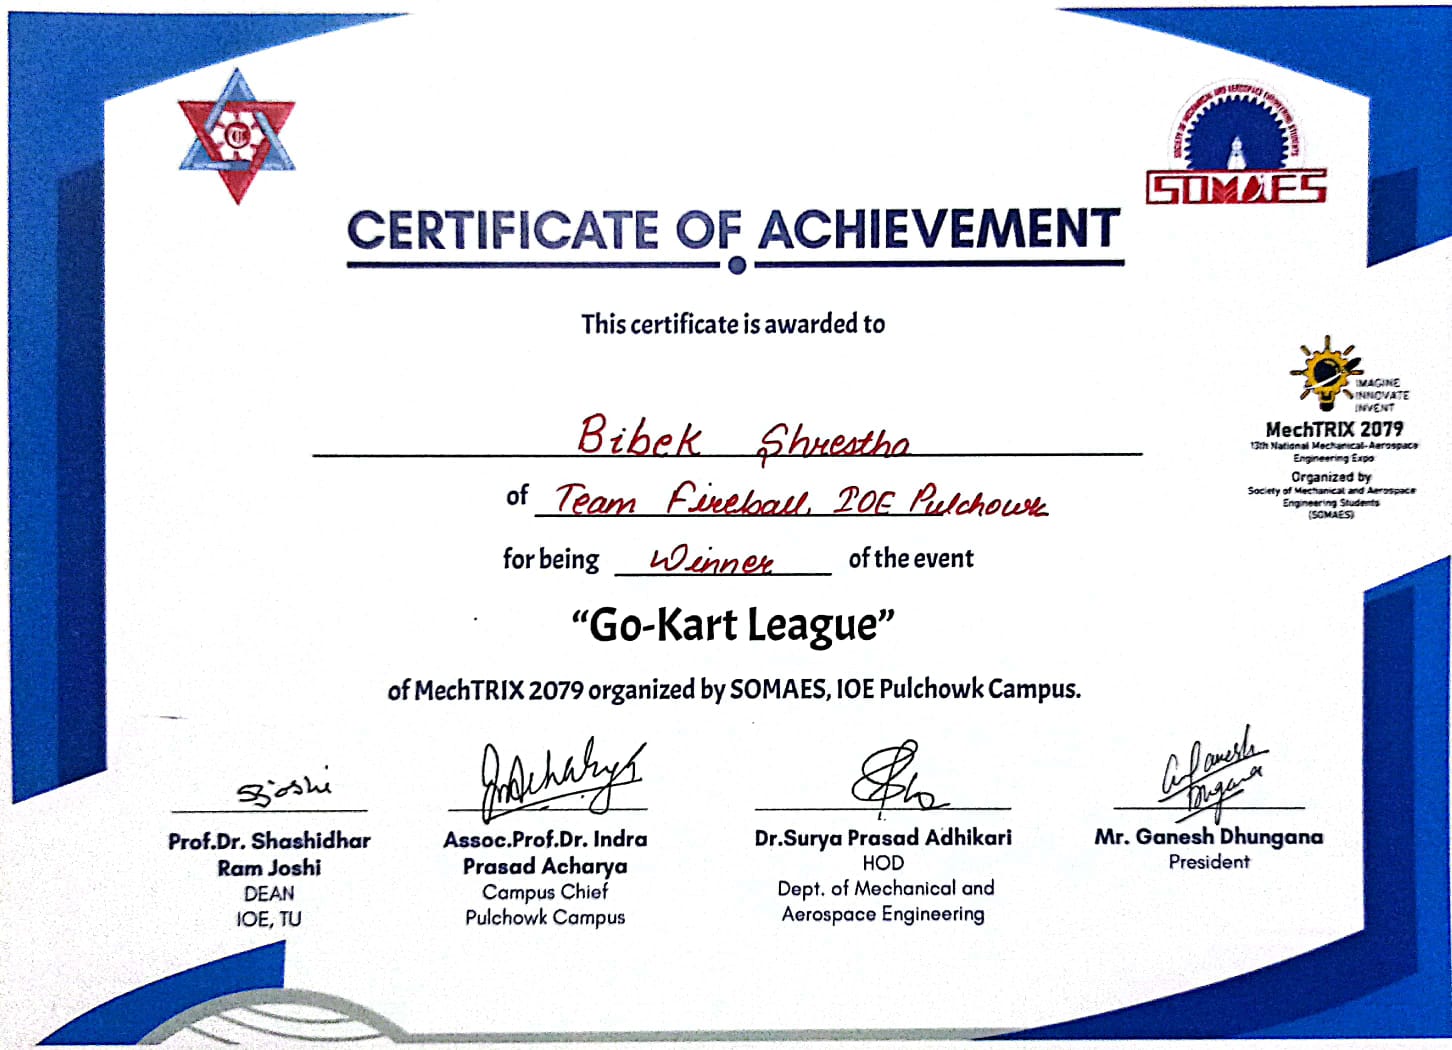 SOCIETY OF MECHANICAL AND AEROSPACE ENGINEERING STUDENTS
SOMAES
CERTIFICATE OF ACHIEVEMENT
This certificate is awarded to
Bibek Shrestha
of Team Fireball, IOE Pulchowk
for being Winner of the event
“Go-Kart League”
of MechTRIX 2079 organized by SOMAES, IOE Pulchowk Campus.
IMAGINE
INNOVATE
INVENT
MechTRIX 2079
13th National Mechanical-Aerospace
Engineering Expo
Organized by
Society of Mechanical and Aerospace
Engineering Students
(SOMAES)
Sjoshi
Prof.Dr. Shashidhar
Ram Joshi
DEAN
IOE, TU
Assoc.Prof.Dr. Indra
Prasad Acharya
Campus Chief
Pulchowk Campus
Dr.Surya Prasad Adhikari
HOD
Dept. of Mechanical and
Aerospace Engineering
Ganesh
Dhungana
Mr. Ganesh Dhungana
President